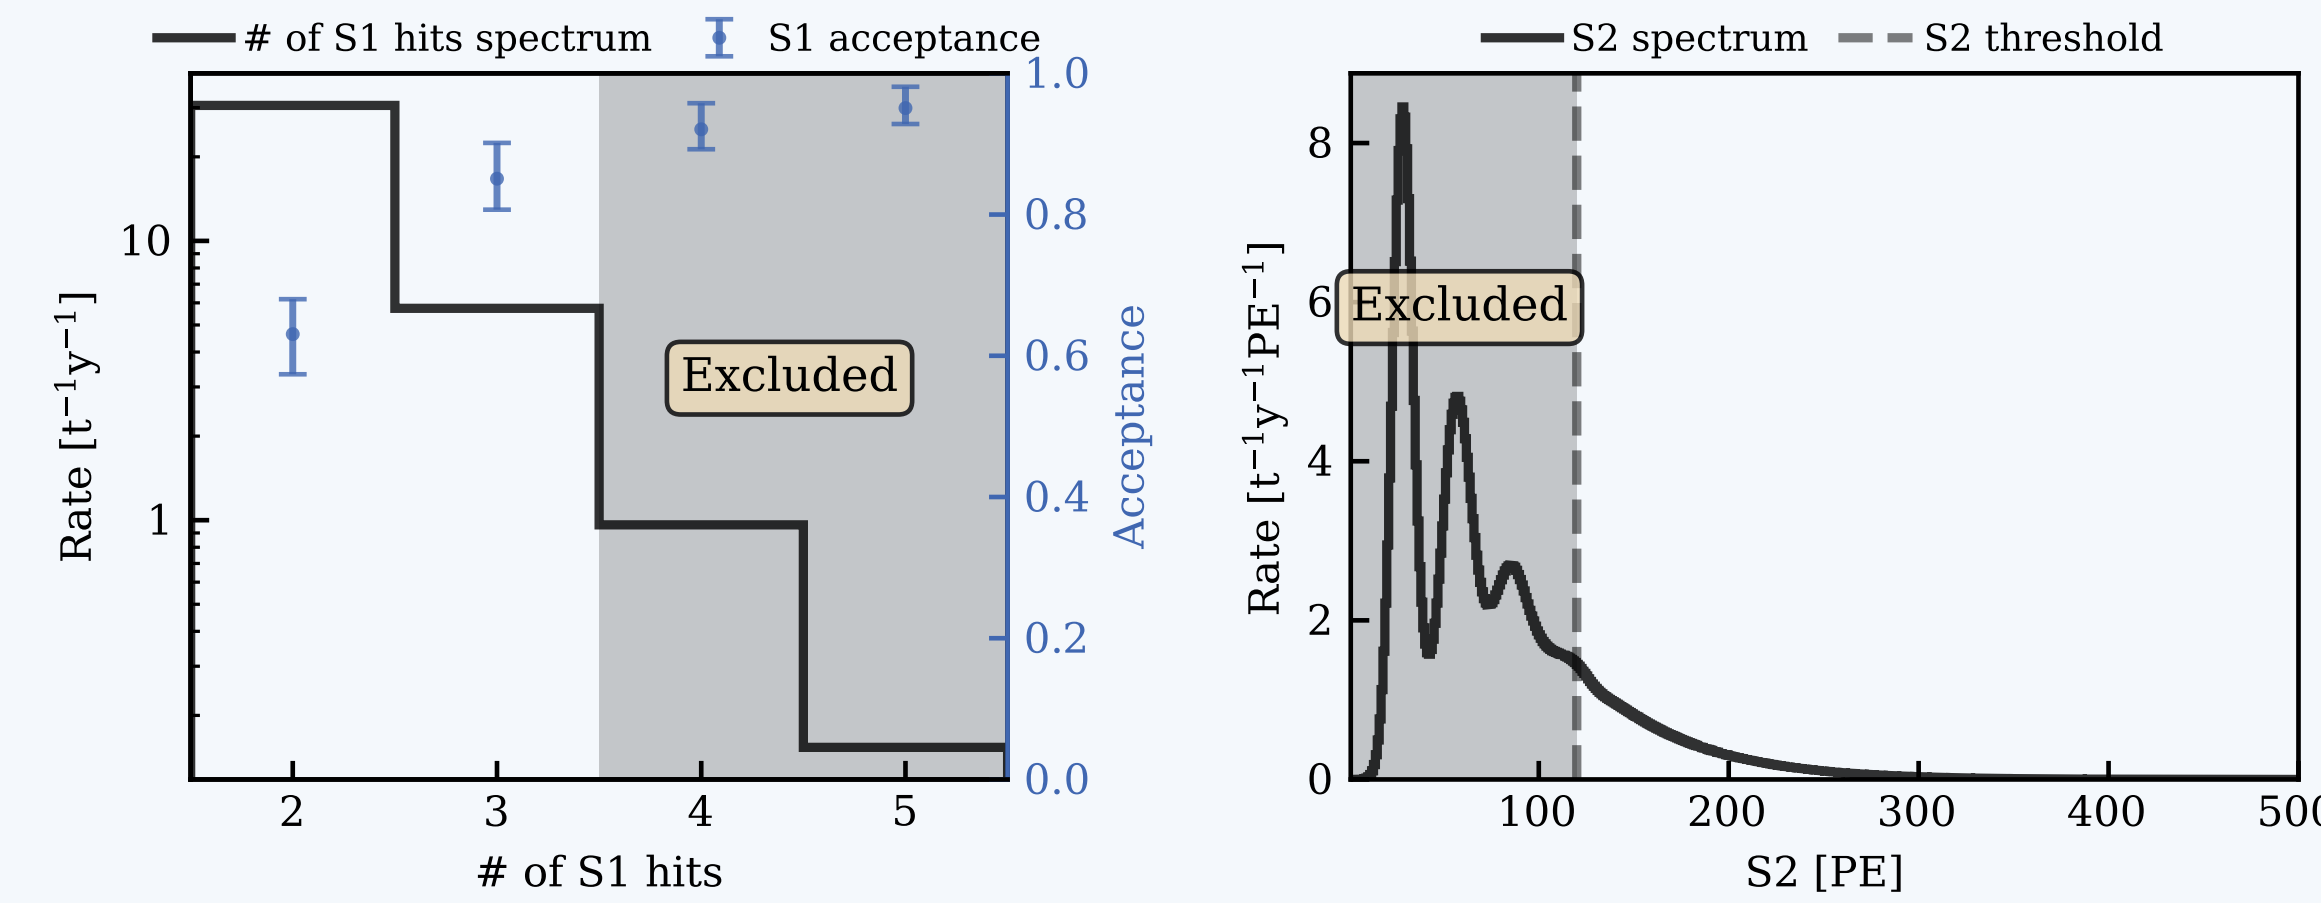 # of S1 hits spectrum
S1 acceptance
Rate [t⁻¹y⁻¹]
10
1
Excluded
1.0
0.8
0.6
0.4
0.2
0.0
Acceptance
2 3 4 5
# of S1 hits
S2 spectrum
S2 threshold
Rate [t⁻¹y⁻¹PE⁻¹]
8
6
4
2
0
Excluded
100 200 300 400 500
S2 [PE]